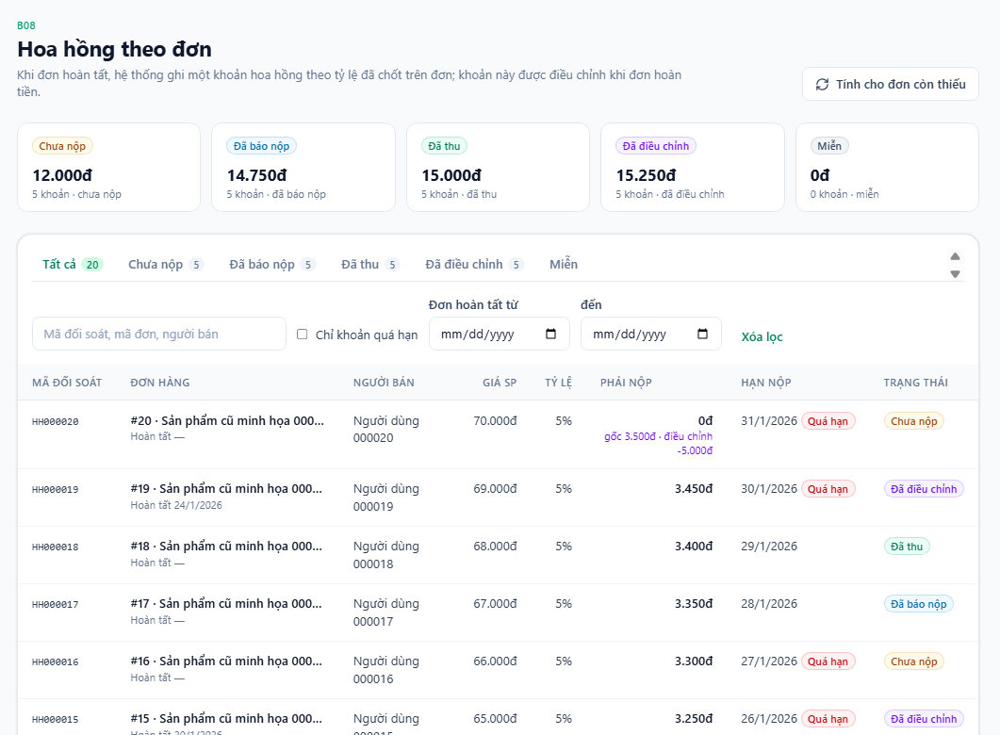 B08
Hoa hồng theo đơn
Khi đơn hoàn tất, hệ thống ghi một khoản hoa hồng theo tỷ lệ đã chốt trên đơn; khoản này được điều chỉnh khi đơn hoàn
tiền.
Tính cho đơn còn thiếu
Chưa nộp
12.000đ
5 khoản · chưa nộp
Đã báo nộp
14.750đ
5 khoản · đã báo nộp
Đã thu
15.000đ
5 khoản · đã thu
Đã điều chỉnh
15.250đ
5 khoản · đã điều chỉnh
Miễn
0đ
0 khoản · miễn
Tất cả 20 Chưa nộp 5 Đã báo nộp 5 Đã thu 5 Đã điều chỉnh 5 Miễn
Đơn hoàn tất từ đến
Mã đối soát, mã đơn, người bán Chỉ khoản quá hạn mm/dd/yyyy mm/dd/yyyy Xóa lọc
MÃ ĐỐI SOÁT ĐƠN HÀNG NGƯỜI BÁN GIÁ SP TỶ LỆ PHẢI NỘP HẠN NỘP TRẠNG THÁI
HH000020 #20 · Sản phẩm cũ minh họa 000... Người dùng 70.000đ 5% 0đ 31/1/2026 Quá hạn Chưa nộp
Hoàn tất — 000020 gốc 3.500đ · điều chỉnh
-5.000đ
HH000019 #19 · Sản phẩm cũ minh họa 000... Người dùng 69.000đ 5% 3.450đ 30/1/2026 Quá hạn Đã điều chỉnh
Hoàn tất 24/1/2026 000019
HH000018 #18 · Sản phẩm cũ minh họa 000... Người dùng 68.000đ 5% 3.400đ 29/1/2026 Đã thu
Hoàn tất — 000018
HH000017 #17 · Sản phẩm cũ minh họa 000... Người dùng 67.000đ 5% 3.350đ 28/1/2026 Đã báo nộp
Hoàn tất — 000017
HH000016 #16 · Sản phẩm cũ minh họa 000... Người dùng 66.000đ 5% 3.300đ 27/1/2026 Quá hạn Chưa nộp
Hoàn tất — 000016
HH000015 #15 · Sản phẩm cũ minh họa 000... Người dùng 65.000đ 5% 3.250đ 26/1/2026 Quá hạn Đã điều chỉnh
Hoàn tất 20/1/2026 000015